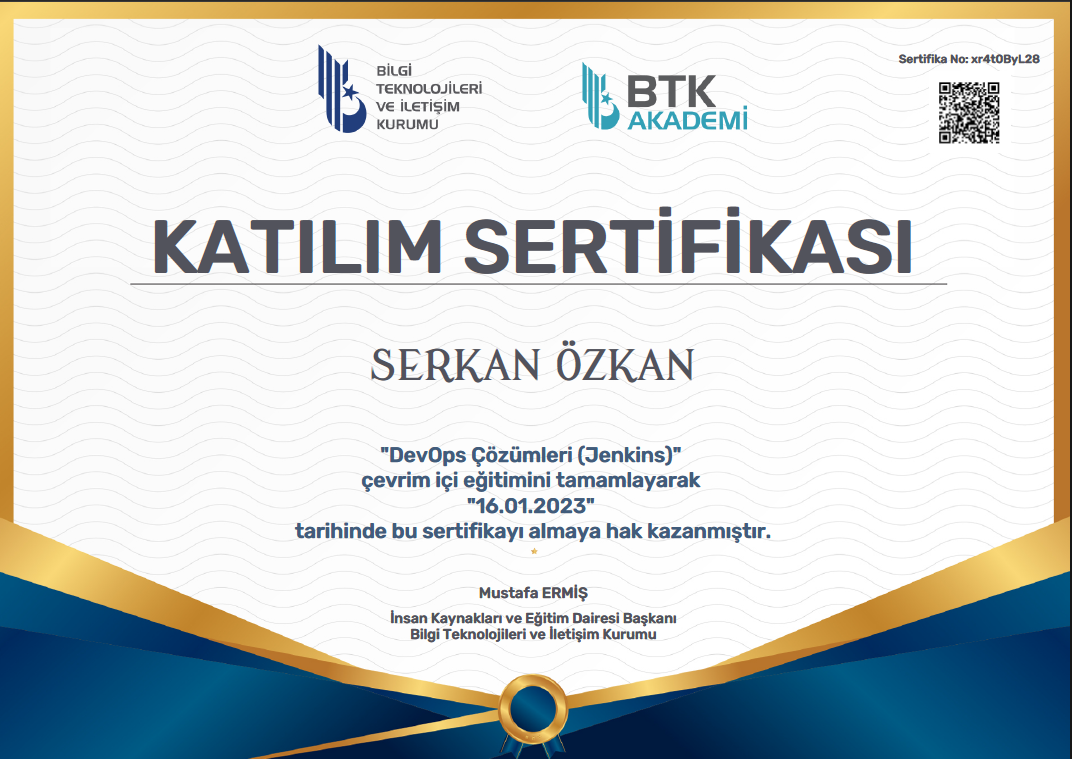 BİLGİ
TEKNOLOJİLERİ
VE İLETİŞİM
KURUMU
BTK
AKADEMİ
Sertifika No: xr4t0ByL28
KATILIM SERTİFİKASI
SERKAN ÖZKAN
"DevOps Çözümleri (Jenkins)"
çevrim içi eğitimini tamamlayarak
"16.01.2023"
tarihinde bu sertifikayı almaya hak kazanmıştır.
Mustafa ERMİŞ
İnsan Kaynakları ve Eğitim Dairesi Başkanı
Bilgi Teknolojileri ve İletişim Kurumu